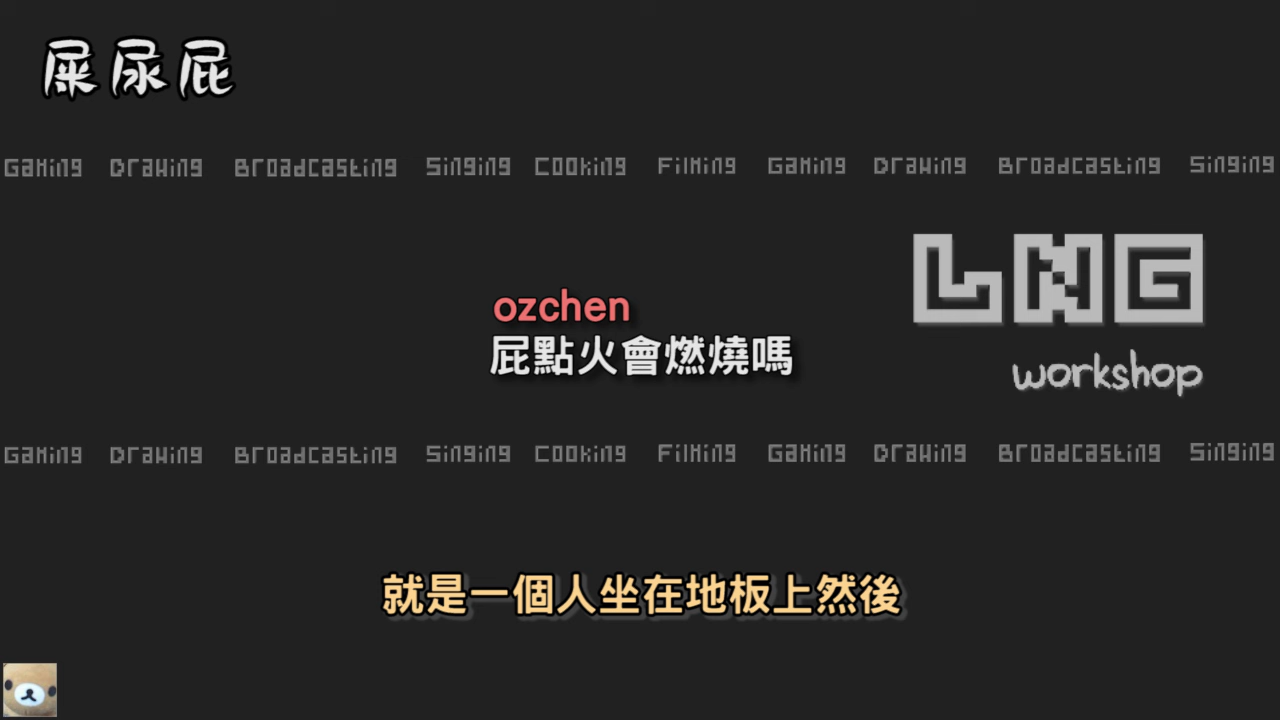 屎尿屁
Gaming Drawing Broadcasting Singing Cooking Filming Gaming Drawing Broadcasting Singing
LNG
workshop
ozchen
屁點火會燃燒嗎
Gaming Drawing Broadcasting Singing Cooking Filming Gaming Drawing Broadcasting Singing
就是一個人坐在地板上然後